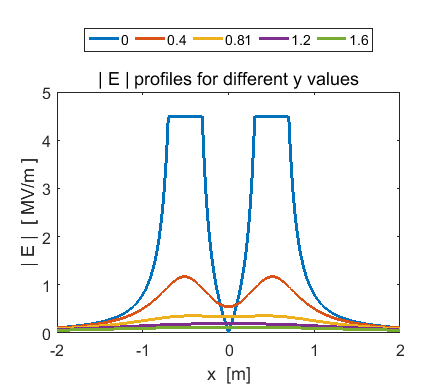 0 0.4 0.81 1.2 1.6
| E | profiles for different y values
5
4
3
2
1
0
| E | [ MV/m ]
-2 -1 0 1 2
x [m]